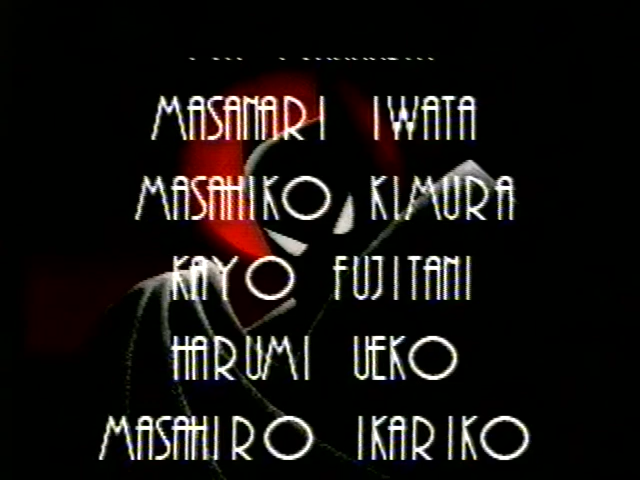 MASANARI IWATA
MASAHIKO KIMURA
KAYO FUJITANI
HARUMI UEKO
MASAHIRO IKARIKO